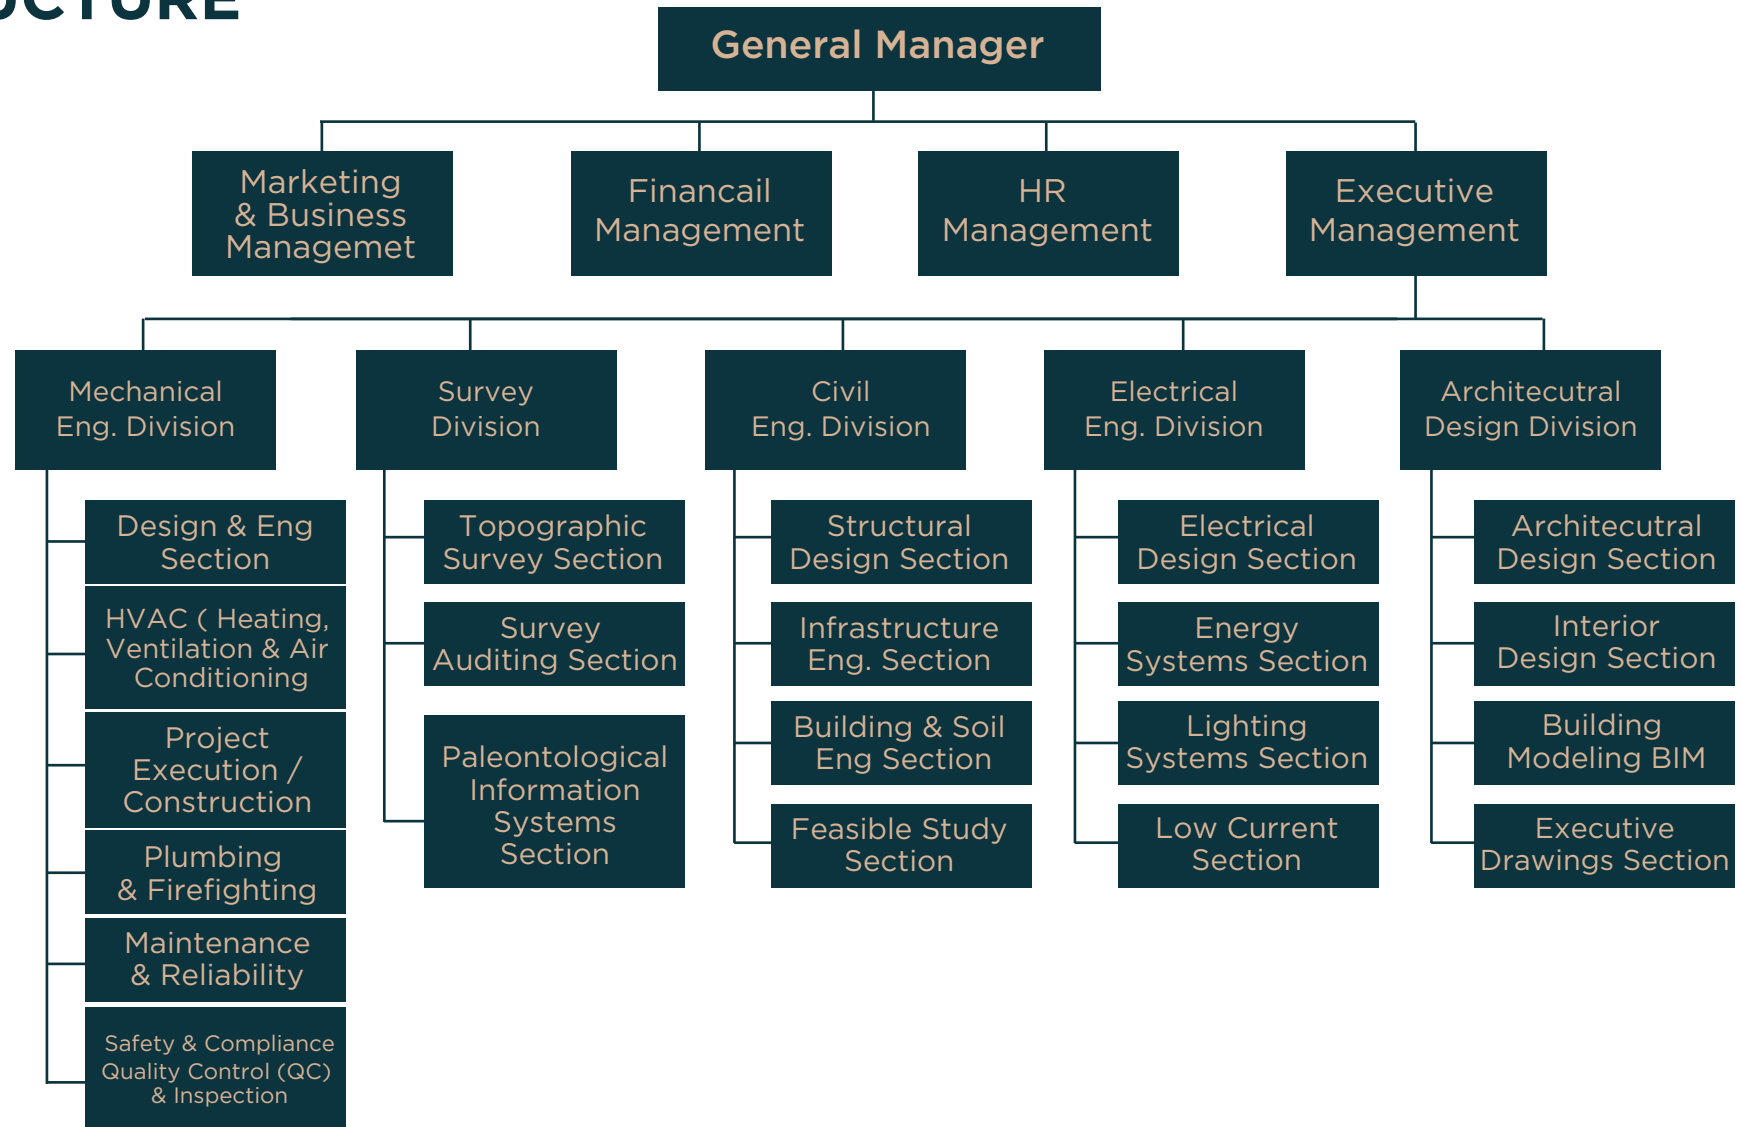 General Manager
Marketing
& Business
Managemet
Financail
Management
HR
Management
Executive
Management
Mechanical
Eng. Division
Survey
Division
Civil
Eng. Division
Electrical
Eng. Division
Architecutral
Design Division
Design & Eng
Section
HVAC ( Heating,
Ventilation & Air
Conditioning
Project
Execution /
Construction
Plumbing
& Firefighting
Maintenance
& Reliability
Safety & Compliance
Quality Control (QC)
& Inspection
Topographic
Survey Section
Survey
Auditing Section
Paleontological
Information
Systems
Section
Structural
Design Section
Infrastructure
Eng. Section
Building & Soil
Eng Section
Feasible Study
Section
Electrical
Design Section
Energy
Systems Section
Lighting
Systems Section
Low Current
Section
Architecutral
Design Section
Interior
Design Section
Building
Modeling BIM
Executive
Drawings Section